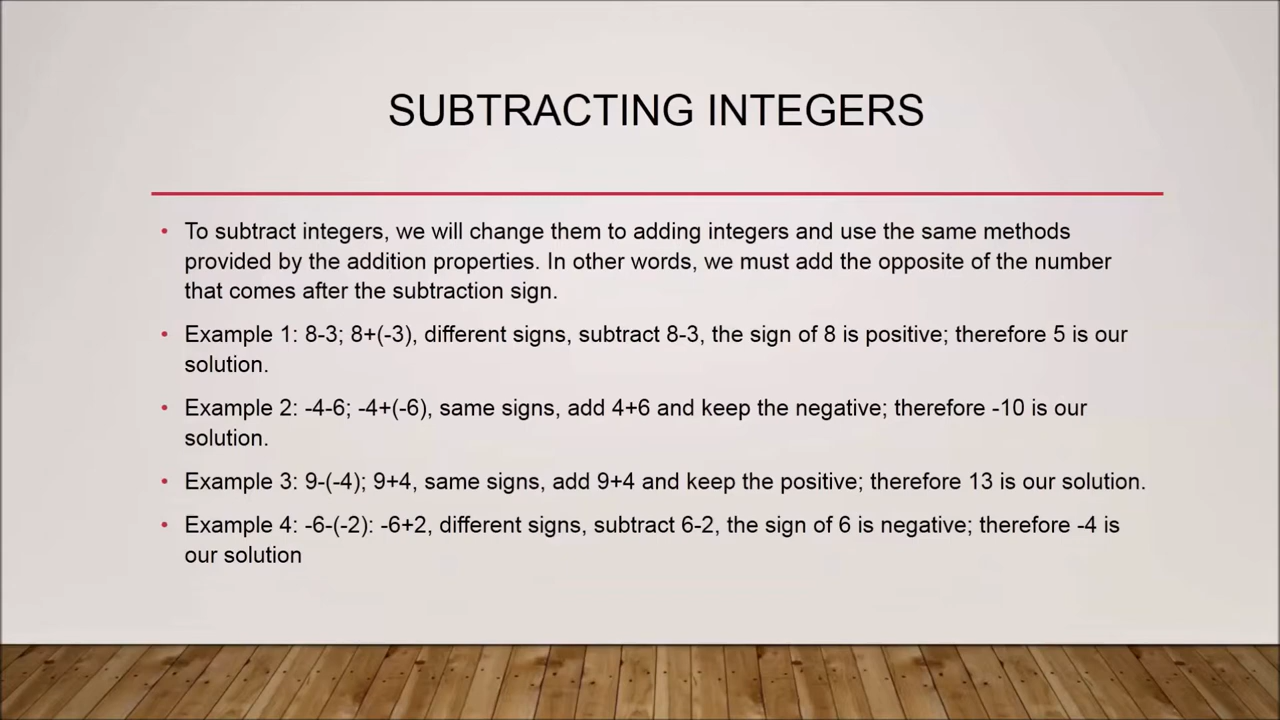 SUBTRACTING INTEGERS
• To subtract integers, we will change them to adding integers and use the same methods
provided by the addition properties. In other words, we must add the opposite of the number
that comes after the subtraction sign.
• Example 1: 8-3; 8+(-3), different signs, subtract 8-3, the sign of 8 is positive; therefore 5 is our
solution.
• Example 2: -4-6; -4+(-6), same signs, add 4+6 and keep the negative; therefore -10 is our
solution.
• Example 3: 9-(-4); 9+4, same signs, add 9+4 and keep the positive; therefore 13 is our solution.
• Example 4: -6-(-2): -6+2, different signs, subtract 6-2, the sign of 6 is negative; therefore -4 is
our solution